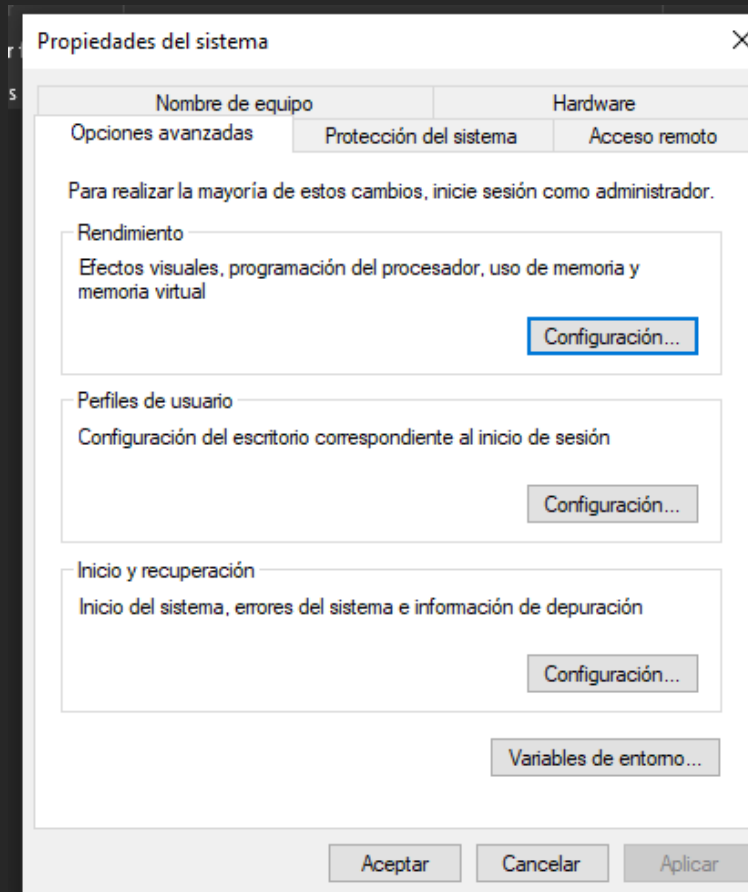 Propiedades del sistema
Nombre de equipo
Hardware
Opciones avanzadas
Protección del sistema
Acceso remoto
Para realizar la mayoría de estos cambios, inicie sesión como administrador.
Rendimiento
Efectos visuales, programación del procesador, uso de memoria y
memoria virtual
Configuración...
Perfiles de usuario
Configuración del escritorio correspondiente al inicio de sesión
Configuración...
Inicio y recuperación
Inicio del sistema, errores del sistema e información de depuración
Configuración...
Variables de entorno...
Aceptar
Cancelar
Aplicar